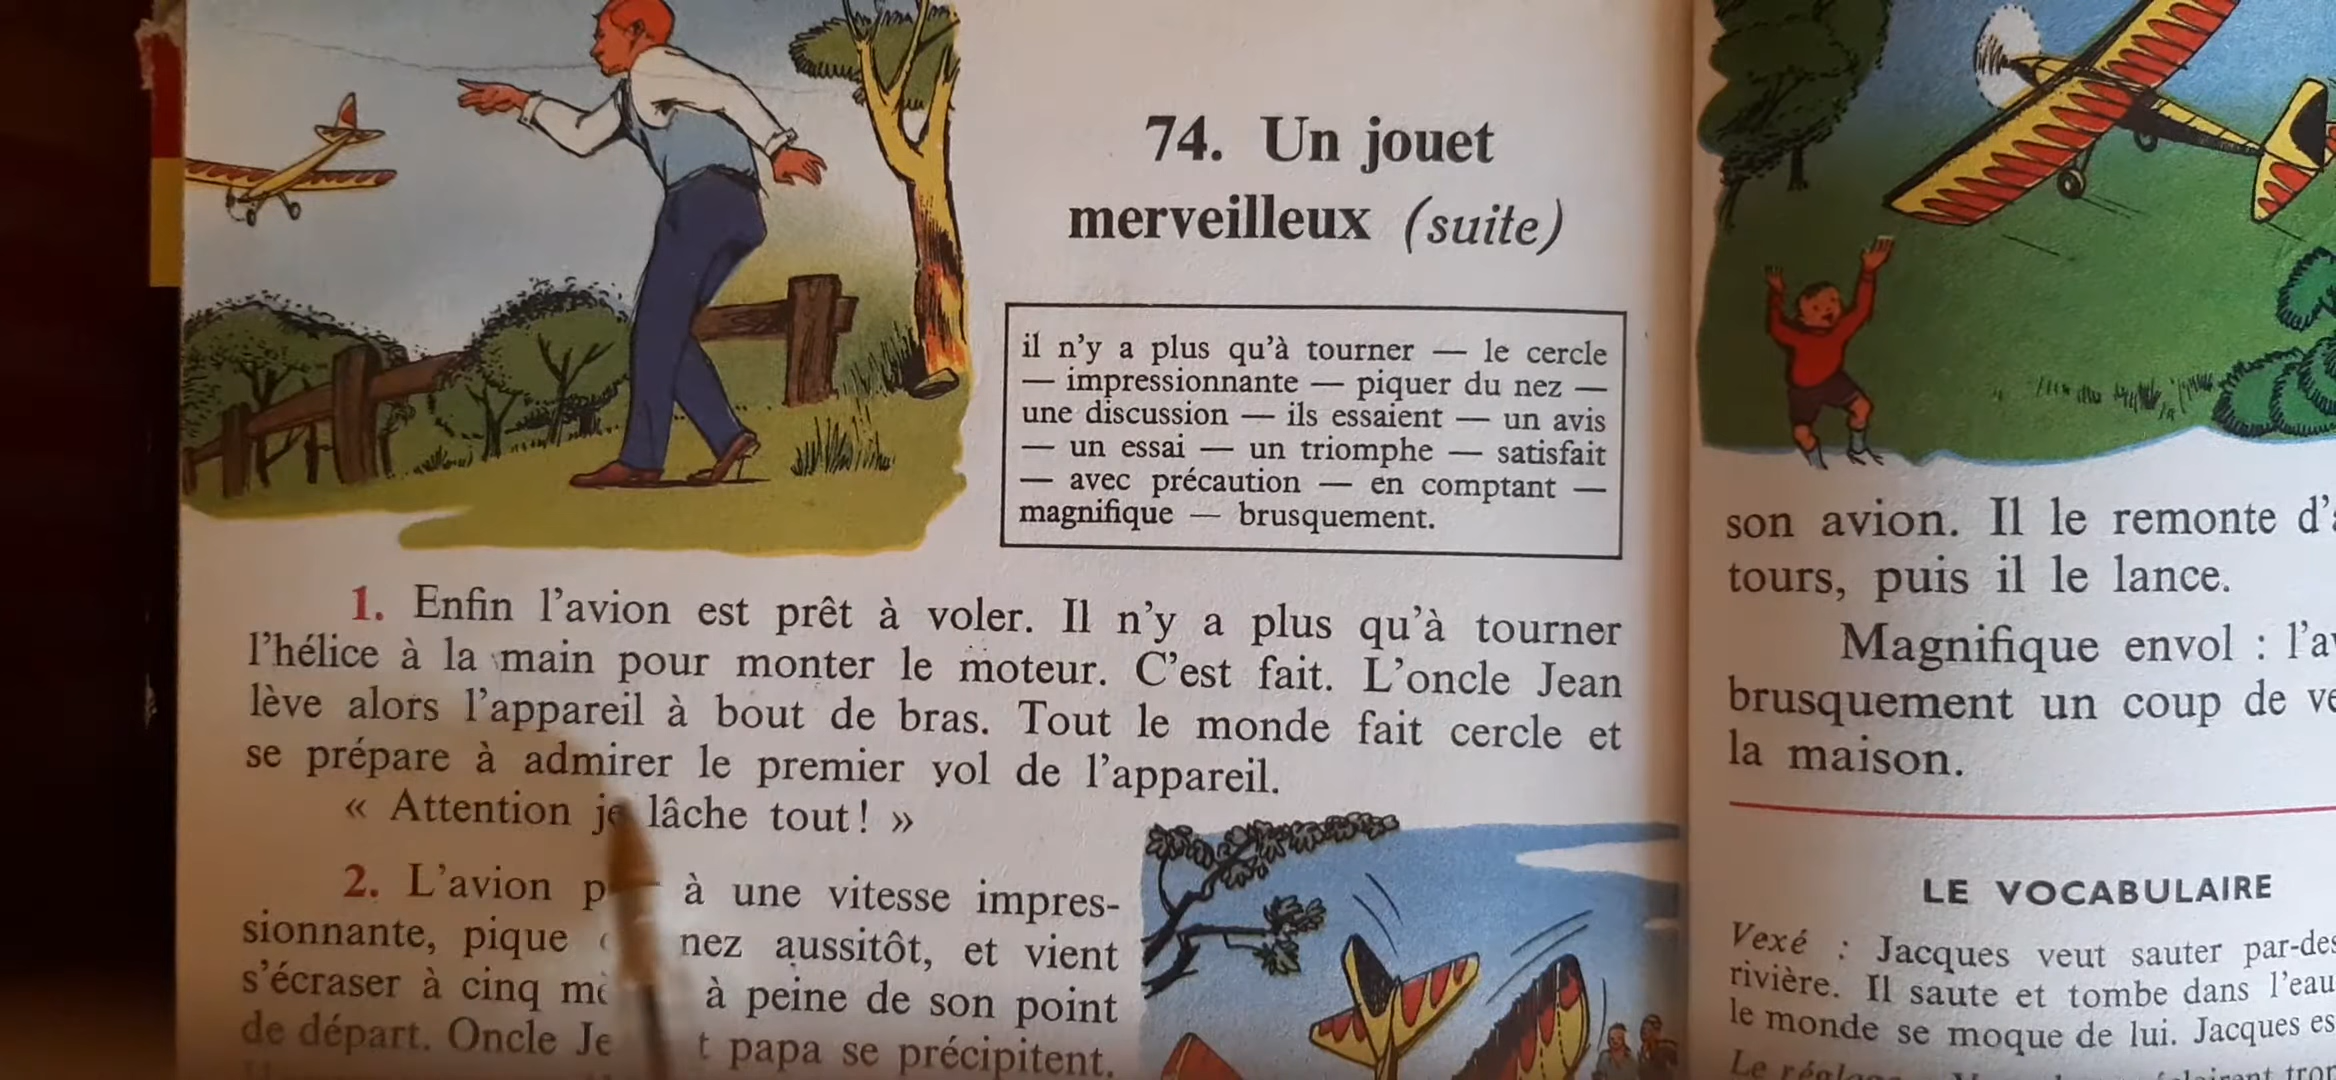 74. Un jouet
merveilleux (suite)
il n'y a plus qu'à tourner — le cercle
— impressionnante — piquer du nez —
une discussion — ils essaient — un avis
— un essai — un triomphe — satisfait
— avec précaution — en comptant —
magnifique — brusquement.
1. Enfin l'avion est prêt à voler. Il n'y a plus qu'à tourner
l'hélice à la main pour monter le moteur. C'est fait. L'oncle Jean
lève alors l'appareil à bout de bras. Tout le monde fait cercle et
se prépare à admirer le premier vol de l'appareil.
« Attention je lâche tout ! »
2. L'avion à une vitesse impres-
sionnante, pique nez aussitôt, et vient
s'écraser à cinq à peine de son point
de départ. Oncle papa se précipitent.
son avion. Il le remonte
tours, puis il le lance.
Magnifique envol :
brusquement un coup de
la maison.
LE VOCABULAIRE
Vexé : Jacques veut sauter
rivière. Il saute et tombe dans l'eau
le monde se moque de lui. Jacques
Le